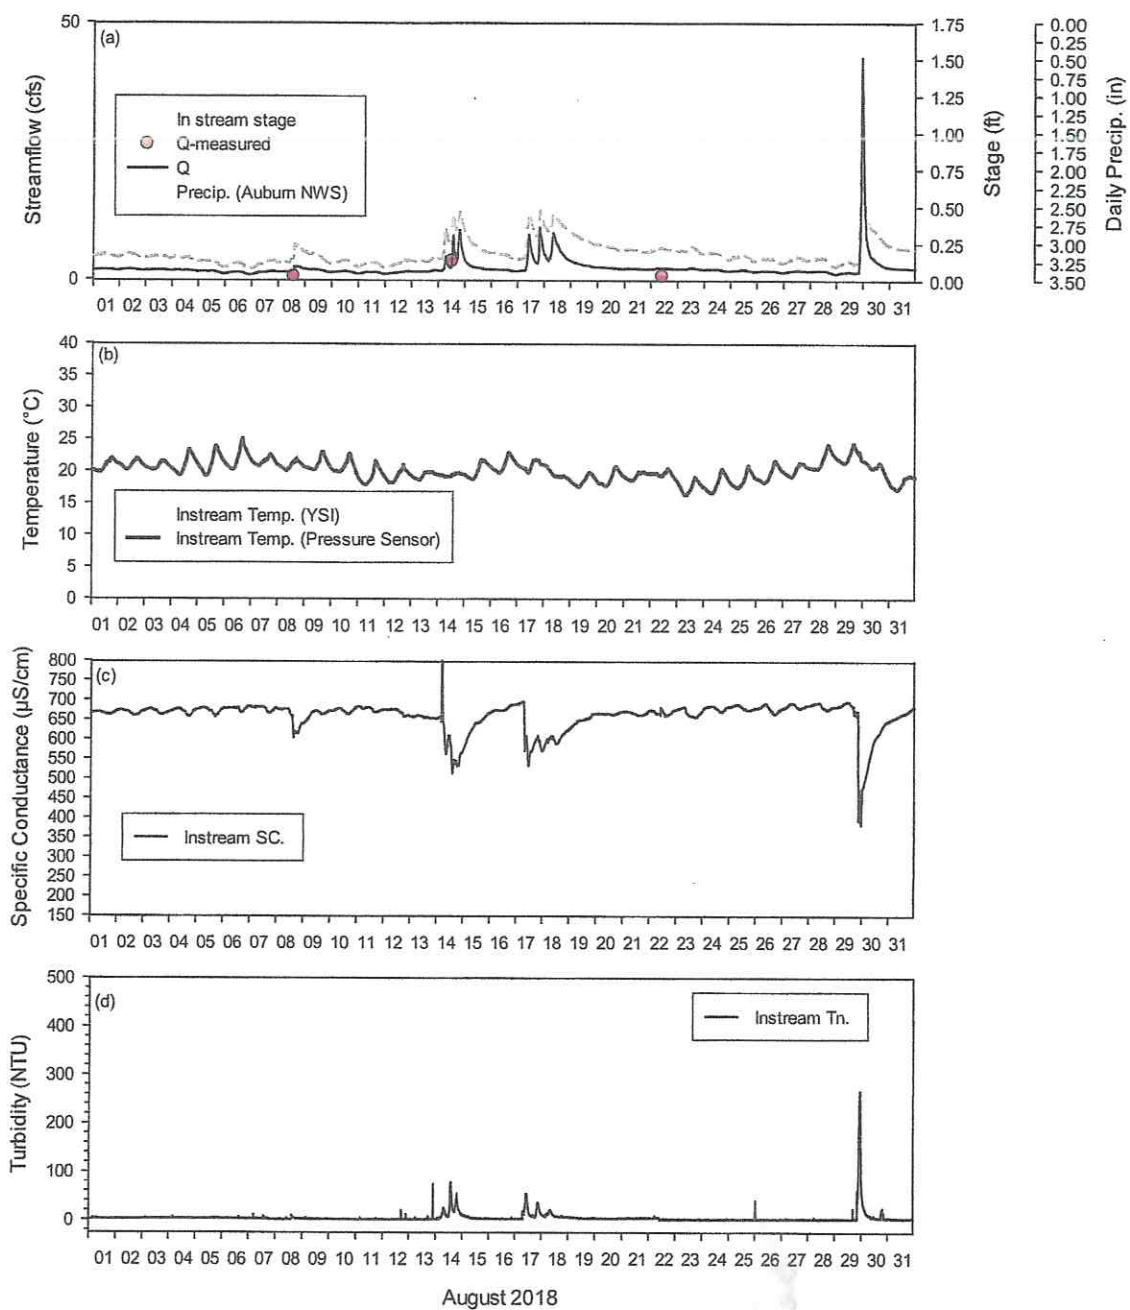 (a)
50
0
Streamflow (cfs)
In stream stage
Q-measured
Q
Precip. (Auburn NWS)
1.75
1.50
1.25
1.00
0.75
0.50
0.25
0.00
Stage (ft)
0.00
0.25
0.50
0.75
1.00
1.25
1.50
1.75
2.00
2.25
2.50
2.75
3.00
3.25
3.50
Daily Precip. (in)
01 02 03 04 05 06 07 08 09 10 11 12 13 14 15 16 17 18 19 20 21 22 23 24 25 26 27 28 29 30 31
(b)
40
35
30
25
20
15
10
5
0
Temperature (°C)
Instream Temp. (YSI)
Instream Temp. (Pressure Sensor)
01 02 03 04 05 06 07 08 09 10 11 12 13 14 15 16 17 18 19 20 21 22 23 24 25 26 27 28 29 30 31
(c)
800
750
700
650
600
550
500
450
400
350
300
250
200
150
Specific Conductance (µS/cm)
Instream SC.
01 02 03 04 05 06 07 08 09 10 11 12 13 14 15 16 17 18 19 20 21 22 23 24 25 26 27 28 29 30 31
(d)
500
400
300
200
100
0
Turbidity (NTU)
Instream Tn.
01 02 03 04 05 06 07 08 09 10 11 12 13 14 15 16 17 18 19 20 21 22 23 24 25 26 27 28 29 30 31
August 2018